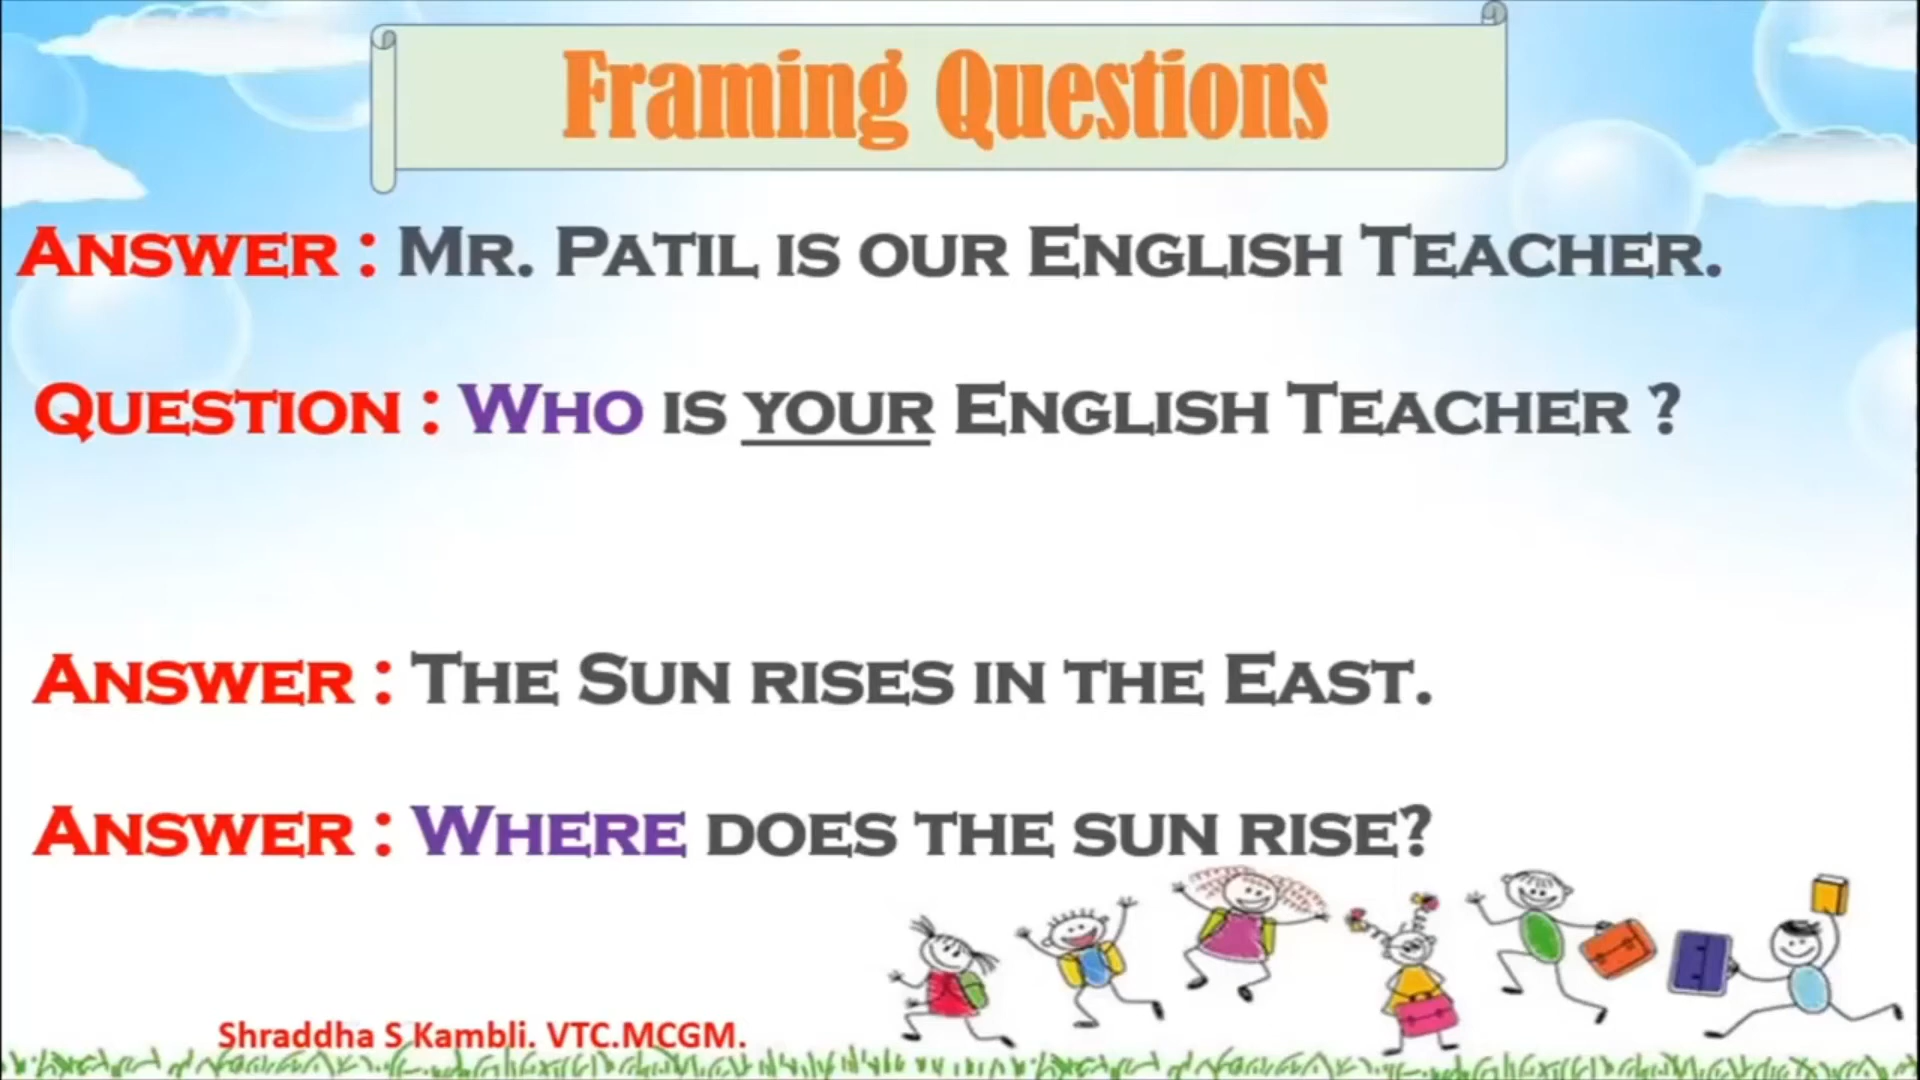 Framing Questions
Answer : Mr. Patil is our English Teacher.
Question : Who is your English Teacher ?
Answer : The Sun rises in the East.
Answer : Where does the sun rise?
Shraddha S Kambli. VTC.MCGM.